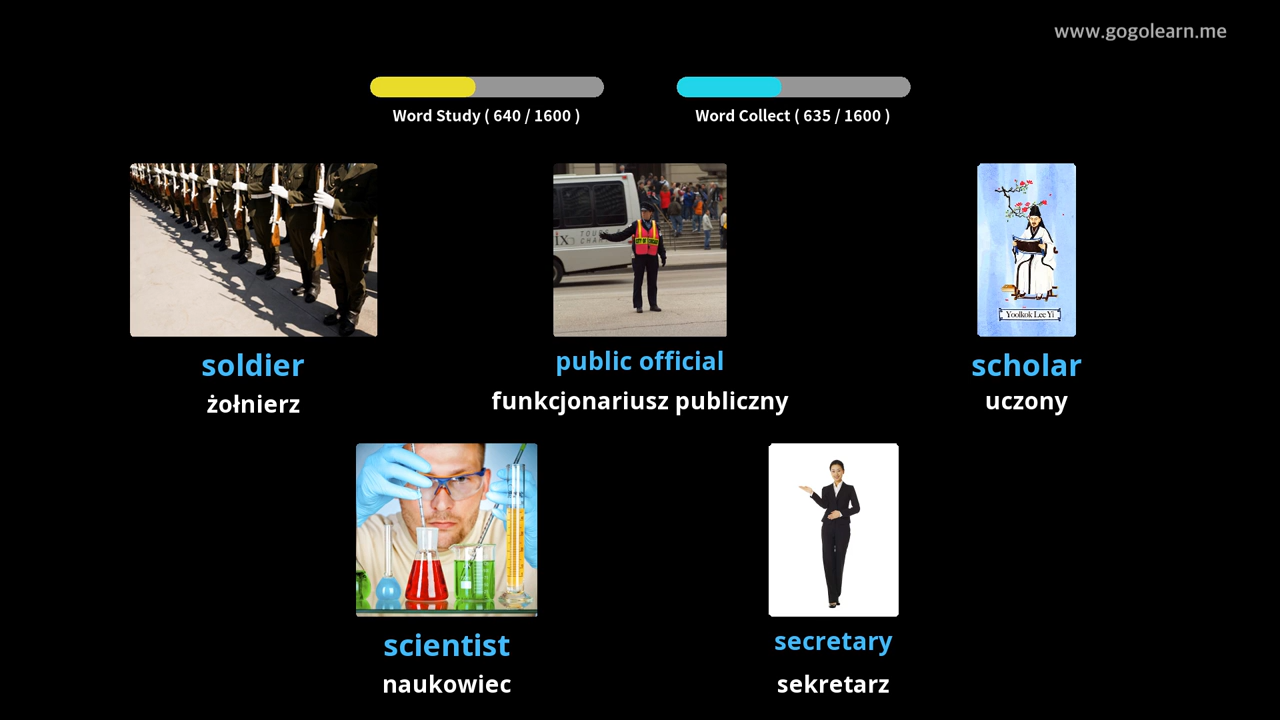 www.gogolearn.me
Word Study ( 640 / 1600 )
Word Collect ( 635 / 1600 )
Yoolkok Lee Yi
soldier
public official
scholar
żołnierz
funkcjonariusz publiczny
uczony
scientist
secretary
naukowiec
sekretarz